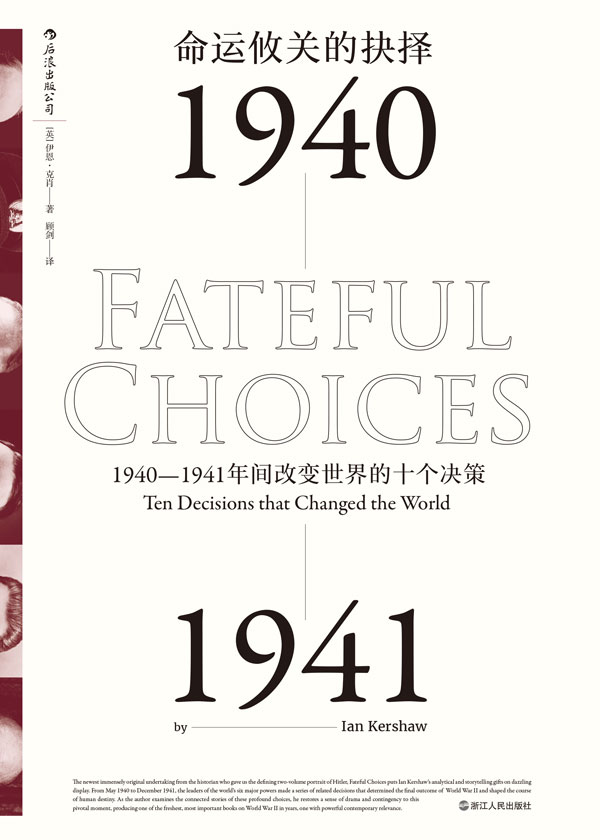 命运攸关的抉择
1940
后浪出版公司
[英] 伊恩·克肖——著 顾剑——译
FATEFUL
CHOICES
1940—1941年间改变世界的十个决策
Ten Decisions that Changed the World
1941
by Ian Kershaw
The newest immensely original undertaking from the historian who gave us the defining two-volume portrait of Hitler, Fateful Choices puts Ian Kershaw's analytical and storytelling gifts on dazzling
display. From May 1940 to December 1941, the leaders of the world's six major powers made a series of related decisions that determined the final outcome of World War II and shaped the course
of human destiny. As the author examines the connected stories of these profound choices, he restores a sense of drama and contingency to this
pivotal moment, producing one of the freshest, most important books on World War II in years, one with powerful contemporary relevance.
浙江人民出版社